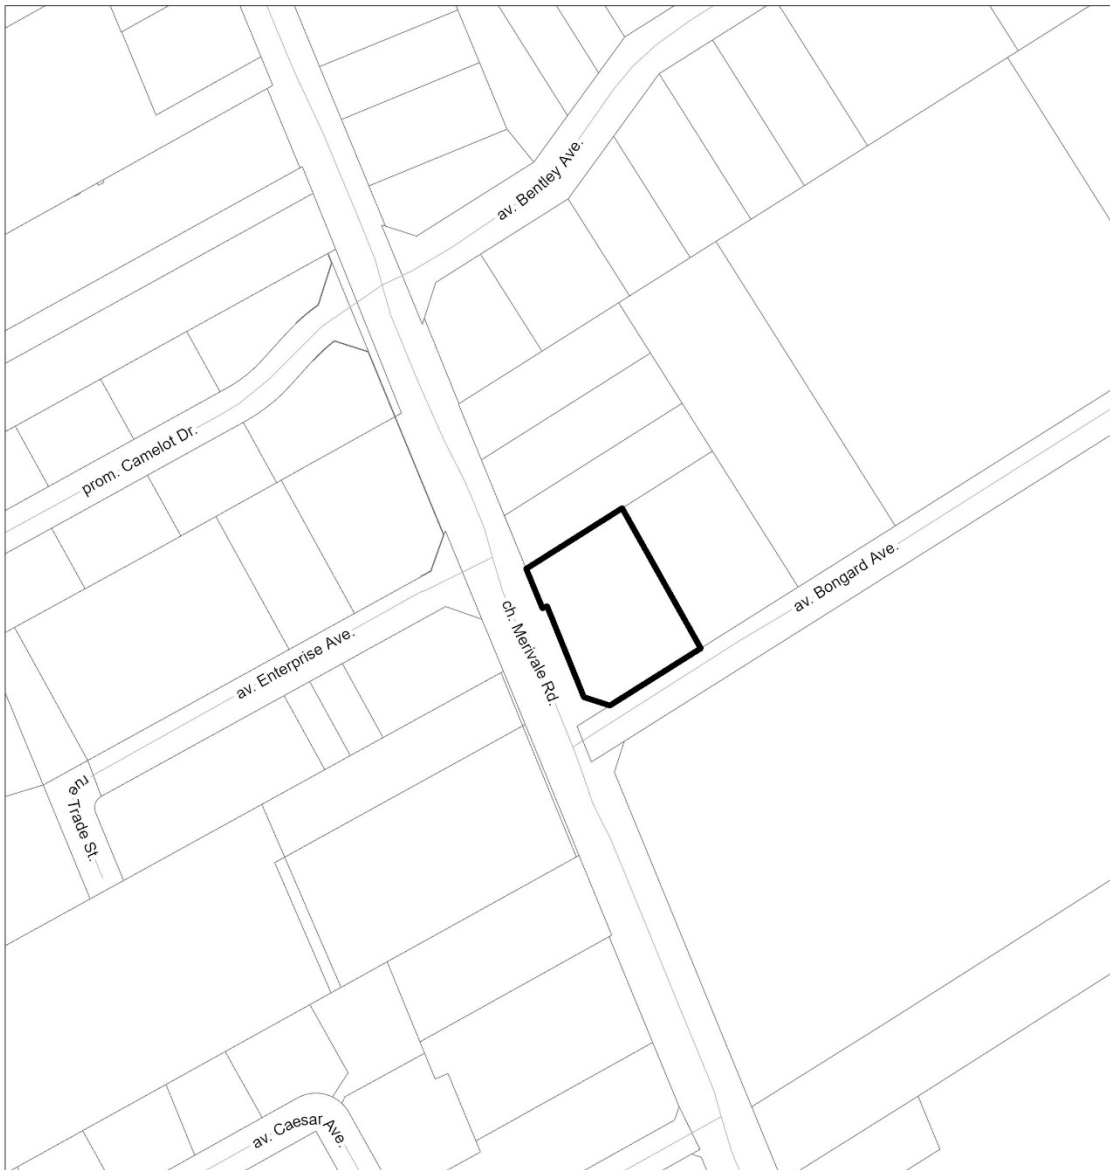 av. Bentley Ave.
prom. Camelot Dr.
av. Bongard Ave.
ch. Merivale Rd.
av. Enterprise Ave.
rue Trade St.
av. Caesar Ave.